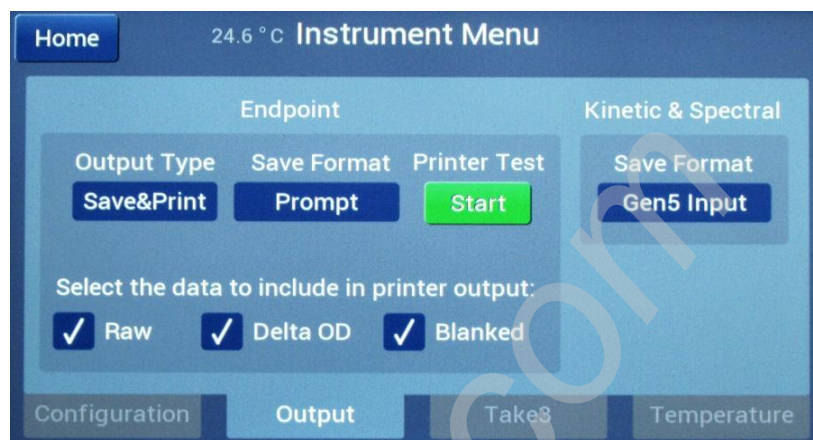 Home
24.6 °C Instrument Menu
Endpoint
Kinetic & Spectral
Output Type Save Format Printer Test
Save Format
Save&Print Prompt Start
Gen5 Input
Select the data to include in printer output:
Raw Delta OD Blanked
Configuration Output Take3 Temperature
com